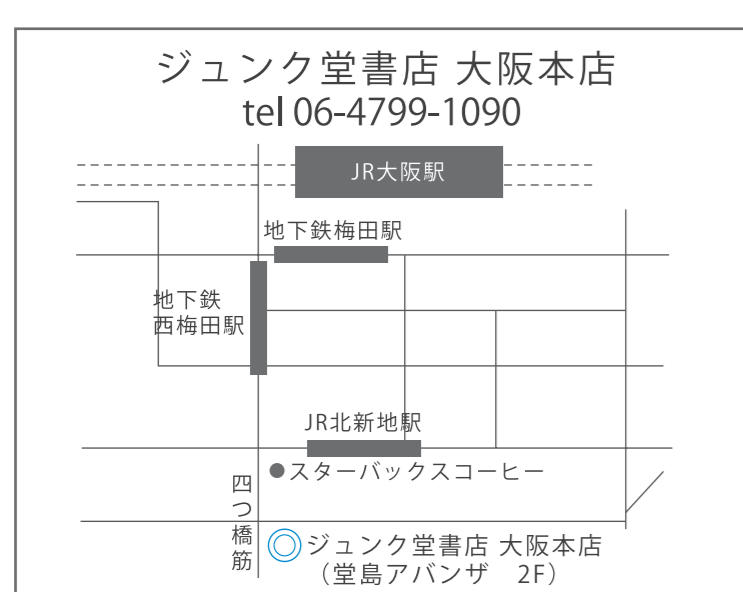 ジュンク堂書店 大阪本店
tel 06-4799-1090
JR大阪駅
地下鉄梅田駅
地下鉄
西梅田駅
JR北新地駅
●スターバックスコーヒー
四つ橋筋
◎ジュンク堂書店 大阪本店
（堂島アバンザ　2F）